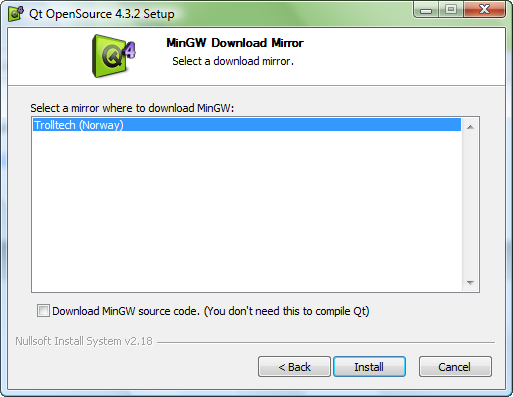 Qt OpenSource 4.3.2 Setup
4
MinGW Download Mirror
Select a download mirror.
Select a mirror where to download MinGW:
Trolltech (Norway)
Download MinGW source code. (You don't need this to compile Qt)
Nullsoft Install System v2.18
< Back
Install
Cancel